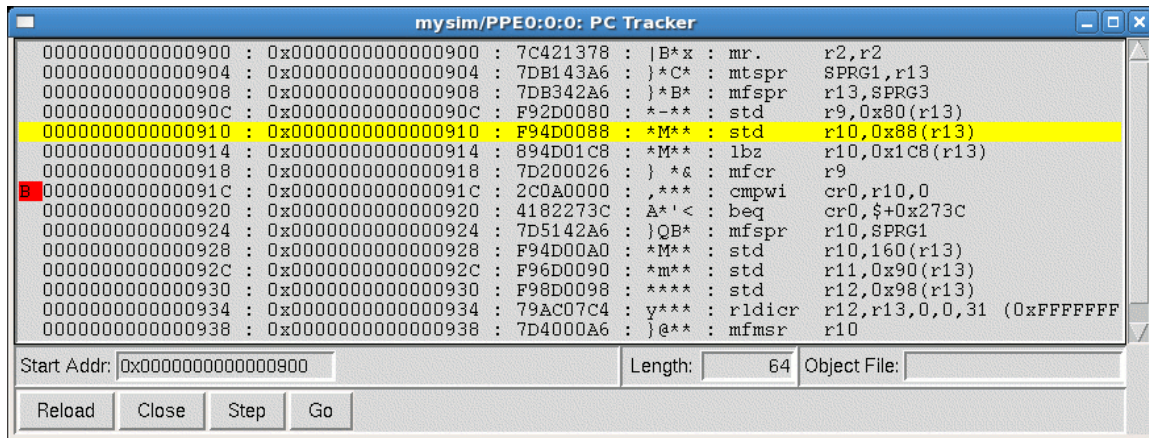 mysim/PPE0:0:0: PC Tracker
0000000000000900 : 0x0000000000000900 : 7C421378 : |B*x : mr. r2,r2
0000000000000904 : 0x0000000000000904 : 7DB143A6 : }*C* : mtspr SPRG1,r13
0000000000000908 : 0x0000000000000908 : 7DB342A6 : }*B* : mfspr r13,SPRG3
000000000000090C : 0x000000000000090C : F92D0080 : *-** : std r9,0x80(r13)
0000000000000910 : 0x0000000000000910 : F94D0088 : *M** : std r10,0x88(r13)
0000000000000914 : 0x0000000000000914 : 894D01C8 : *M** : lbz r10,0x1C8(r13)
0000000000000918 : 0x0000000000000918 : 7D200026 : } *& : mfcr r9
B 000000000000091C : 0x000000000000091C : 2C0A0000 : ,*** : cmpwi cr0,r10,0
0000000000000920 : 0x0000000000000920 : 4182273C : A*'< : beq cr0,$+0x273C
0000000000000924 : 0x0000000000000924 : 7D5142A6 : }QB* : mfspr r10,SPRG1
0000000000000928 : 0x0000000000000928 : F94D00A0 : *M** : std r10,160(r13)
000000000000092C : 0x000000000000092C : F96D0090 : *m** : std r11,0x90(r13)
0000000000000930 : 0x0000000000000930 : F98D0098 : **** : std r12,0x98(r13)
0000000000000934 : 0x0000000000000934 : 79AC07C4 : y*** : rldicr r12,r13,0,0,31 (0xFFFFFFF
0000000000000938 : 0x0000000000000938 : 7D4000A6 : }@** : mfmsr r10
Start Addr: 0x0000000000000900 Length: 64 Object File:
Reload Close Step Go